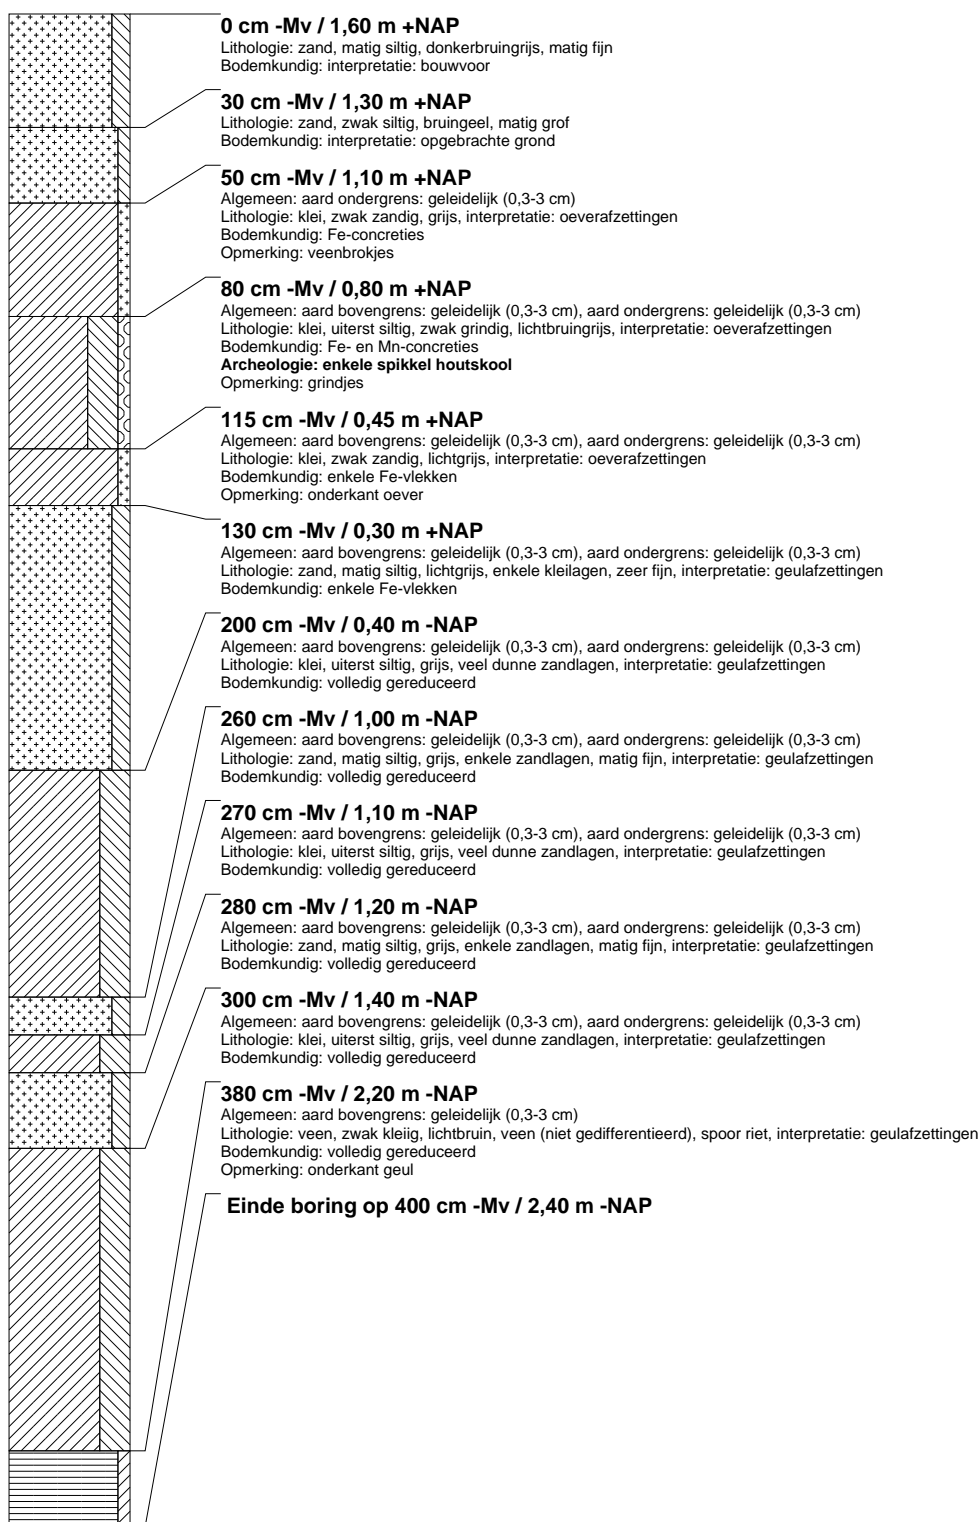 0 cm -Mv / 1,60 m +NAP
Lithologie: zand, matig siltig, donkerbruingrijs, matig fijn
Bodemkundig: interpretatie: bouwvoor
30 cm -Mv / 1,30 m +NAP
Lithologie: zand, zwak siltig, bruingeel, matig grof
Bodemkundig: interpretatie: opgebrachte grond
50 cm -Mv / 1,10 m +NAP
Algemeen: aard ondergrens: geleidelijk (0,3-3 cm)
Lithologie: klei, zwak zandig, grijs, interpretatie: oeverafzettingen
Bodemkundig: Fe-concreties
Opmerking: veenbrokjes
80 cm -Mv / 0,80 m +NAP
Algemeen: aard bovengrens: geleidelijk (0,3-3 cm), aard ondergrens: geleidelijk (0,3-3 cm)
Lithologie: klei, uiterst siltig, zwak grindig, lichtbruingrijs, interpretatie: oeverafzettingen
Bodemkundig: Fe- en Mn-concreties
Archeologie: enkele spikkel houtskool
Opmerking: grindjes
115 cm -Mv / 0,45 m +NAP
Algemeen: aard bovengrens: geleidelijk (0,3-3 cm), aard ondergrens: geleidelijk (0,3-3 cm)
Lithologie: klei, zwak zandig, lichtgrijs, interpretatie: oeverafzettingen
Bodemkundig: enkele Fe-vlekken
Opmerking: onderkant oever
130 cm -Mv / 0,30 m +NAP
Algemeen: aard bovengrens: geleidelijk (0,3-3 cm), aard ondergrens: geleidelijk (0,3-3 cm)
Lithologie: zand, matig siltig, lichtgrijs, enkele kleilagen, zeer fijn, interpretatie: geulafzettingen
Bodemkundig: enkele Fe-vlekken
200 cm -Mv / 0,40 m -NAP
Algemeen: aard bovengrens: geleidelijk (0,3-3 cm), aard ondergrens: geleidelijk (0,3-3 cm)
Lithologie: klei, uiterst siltig, grijs, veel dunne zandlagen, interpretatie: geulafzettingen
Bodemkundig: volledig gereduceerd
260 cm -Mv / 1,00 m -NAP
Algemeen: aard bovengrens: geleidelijk (0,3-3 cm), aard ondergrens: geleidelijk (0,3-3 cm)
Lithologie: zand, matig siltig, grijs, enkele zandlagen, matig fijn, interpretatie: geulafzettingen
Bodemkundig: volledig gereduceerd
270 cm -Mv / 1,10 m -NAP
Algemeen: aard bovengrens: geleidelijk (0,3-3 cm), aard ondergrens: geleidelijk (0,3-3 cm)
Lithologie: klei, uiterst siltig, grijs, veel dunne zandlagen, interpretatie: geulafzettingen
Bodemkundig: volledig gereduceerd
280 cm -Mv / 1,20 m -NAP
Algemeen: aard bovengrens: geleidelijk (0,3-3 cm), aard ondergrens: geleidelijk (0,3-3 cm)
Lithologie: zand, matig siltig, grijs, enkele zandlagen, matig fijn, interpretatie: geulafzettingen
Bodemkundig: volledig gereduceerd
300 cm -Mv / 1,40 m -NAP
Algemeen: aard bovengrens: geleidelijk (0,3-3 cm), aard ondergrens: geleidelijk (0,3-3 cm)
Lithologie: klei, uiterst siltig, grijs, veel dunne zandlagen, interpretatie: geulafzettingen
Bodemkundig: volledig gereduceerd
380 cm -Mv / 2,20 m -NAP
Algemeen: aard bovengrens: geleidelijk (0,3-3 cm)
Lithologie: veen, zwak kleiig, lichtbruin, veen (niet gedifferentieerd), spoor riet, interpretatie: geulafzettingen
Bodemkundig: volledig gereduceerd
Opmerking: onderkant geul
Einde boring op 400 cm -Mv / 2,40 m -NAP